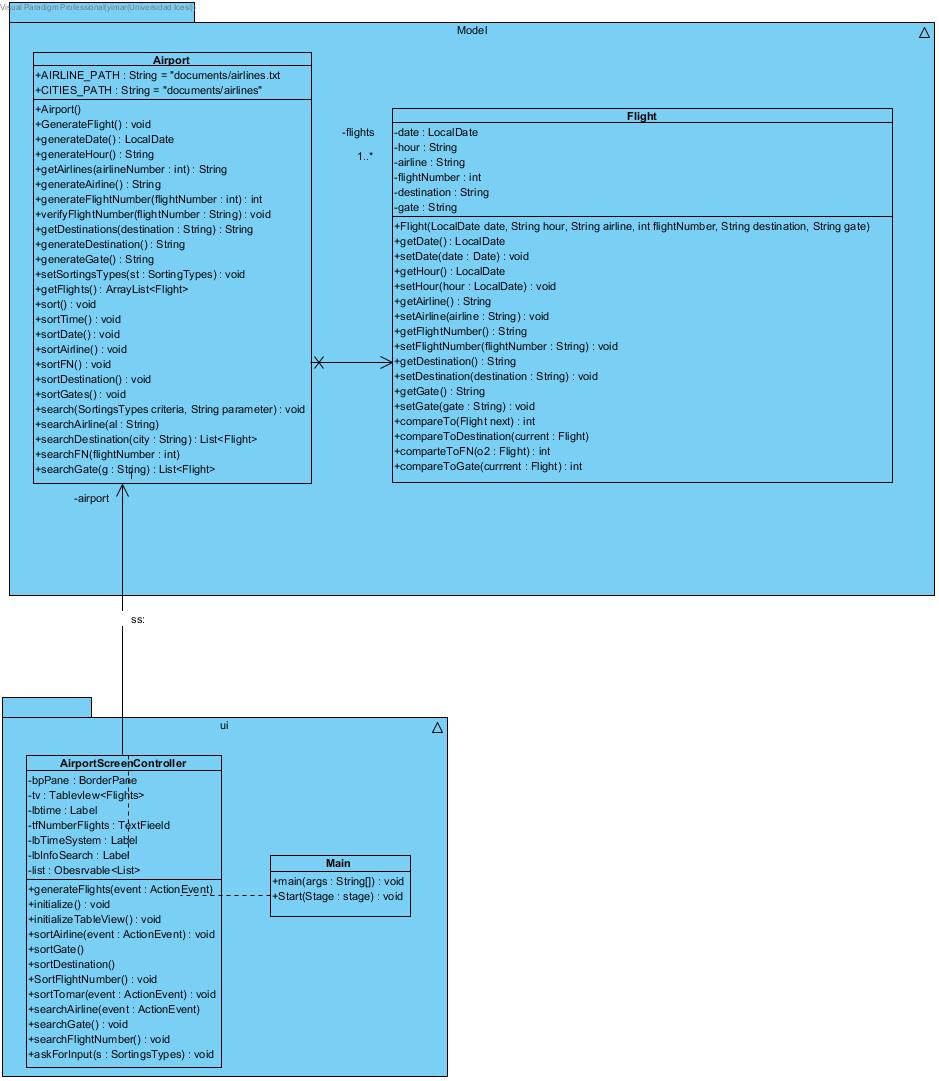 Visual Paradigm Professional(yimar(Universidad Icesi))
Model
Airport
+AIRLINE_PATH : String = "documents/airlines.txt
+CITIES_PATH : String = "documents/airlines"
+Airport()
+GenerateFlight() : void
+generateDate() : LocalDate
+generateHour() : String
+getAirlines(airlineNumber : int) : String
+generateAirline() : String
+generateFlightNumber(flightNumber : int) : int
+verifyFlightNumber(flightNumber : String) : void
+getDestinations(destination : String) : String
+generateDestination() : String
+generateGate() : String
+setSortingsTypes(st : SortingTypes) : void
+getFlights() : ArrayList<Flight>
+sort() : void
+sortTime() : void
+sortDate() : void
+sortAirline() : void
+sortFN() : void
+sortDestination() : void
+sortGates() : void
+search(SortingsTypes criteria, String parameter) : void
+searchAirline(al : String)
+searchDestination(city : String) : List<Flight>
+searchFN(flightNumber : int)
+searchGate(g : String) : List<Flight>
-flights
1..*
Flight
-date : LocalDate
-hour : String
-airline : String
-flightNumber : int
-destination : String
-gate : String
+Flight(LocalDate date, String hour, String airline, int flightNumber, String destination, String gate)
+getDate() : LocalDate
+setDate(date : Date) : void
+getHour() : LocalDate
+setHour(hour : LocalDate) : void
+getAirline() : String
+setAirline(airline : String) : void
+getFlightNumber() : String
+setFlightNumber(flightNumber : String) : void
+getDestination() : String
+setDestination(destination : String) : void
+getGate() : String
+setGate(gate : String) : void
+compareTo(Flight next) : int
+compareToDestination(current : Flight)
+comparteToFN(o2 : Flight) : int
+compareToGate(currrent : Flight) : int
-airport
ss:
ui
AirportScreenController
-bpPane : BorderPane
-tv : Tableview<Flights>
-lbtime : Label
-tfNumberFlights : TextFieeld
-lbTimeSystem : Label
-lbInfoSearch : Label
-list : Obesrvable<List>
+generateFlights(event : ActionEvent)
+initialize() : void
+initializeTableView() : void
+sortAirline(event : ActionEvent) : void
+sortGate()
+sortDestination()
+SortFlightNumber() : void
+sortTomar(event : ActionEvent) : void
+searchAirline(event : ActionEvent)
+searchGate() : void
+searchFlightNumber() : void
+askForInput(s : SortingsTypes) : void
Main
+main(args : String[]) : void
+Start(Stage : stage) : void